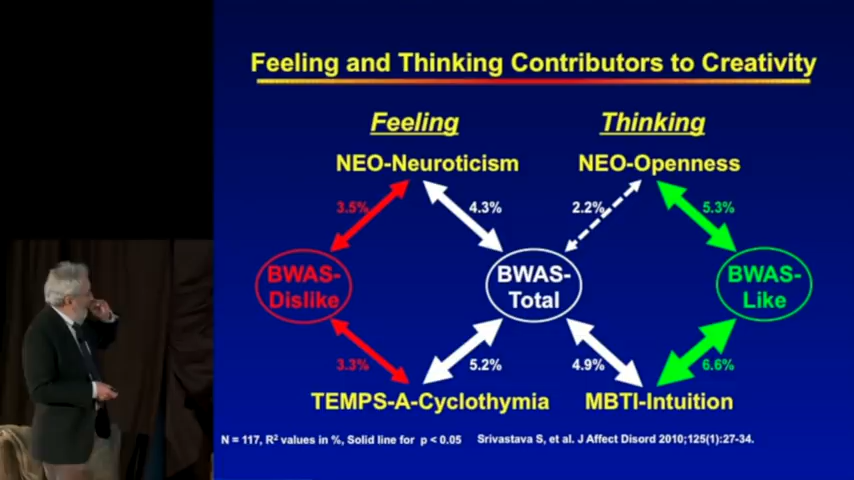 Feeling and Thinking Contributors to Creativity
Feeling
Thinking
NEO-Neuroticism
NEO-Openness
3.5%
4.3%
2.2%
5.3%
BWAS-
Dislike
BWAS-
Total
BWAS-
Like
3.3%
5.2%
4.9%
6.6%
TEMPS-A-Cyclothymia
MBTI-Intuition
N = 117, R² values in %, Solid line for p < 0.05
Srivastava S, et al. J Affect Disord 2010;125(1):27-34.